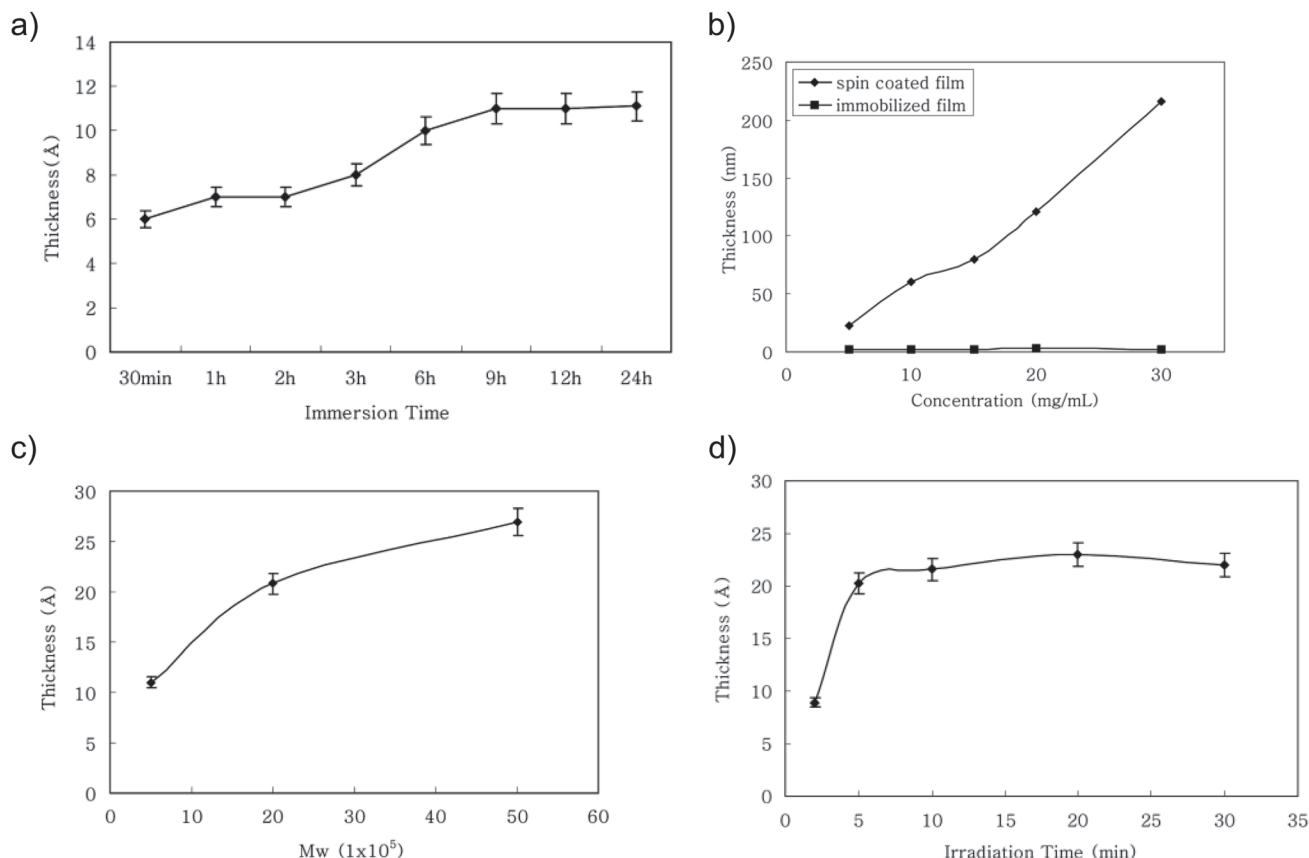 a)
14
12
10
8
6
4
2
0
Thickness(Å)
30min 1h 2h 3h 6h 9h 12h 24h
Immersion Time
b)
250
200
150
100
50
0
Thickness (nm)
spin coated film
immobilized film
0 10 20 30
Concentration (mg/mL)
c)
30
25
20
15
10
5
0
Thickness (Å)
0 10 20 30 40 50 60
Mw (1x10⁵)
d)
30
25
20
15
10
5
0
Thickness (Å)
0 5 10 15 20 25 30 35
Irradiation Time (min)